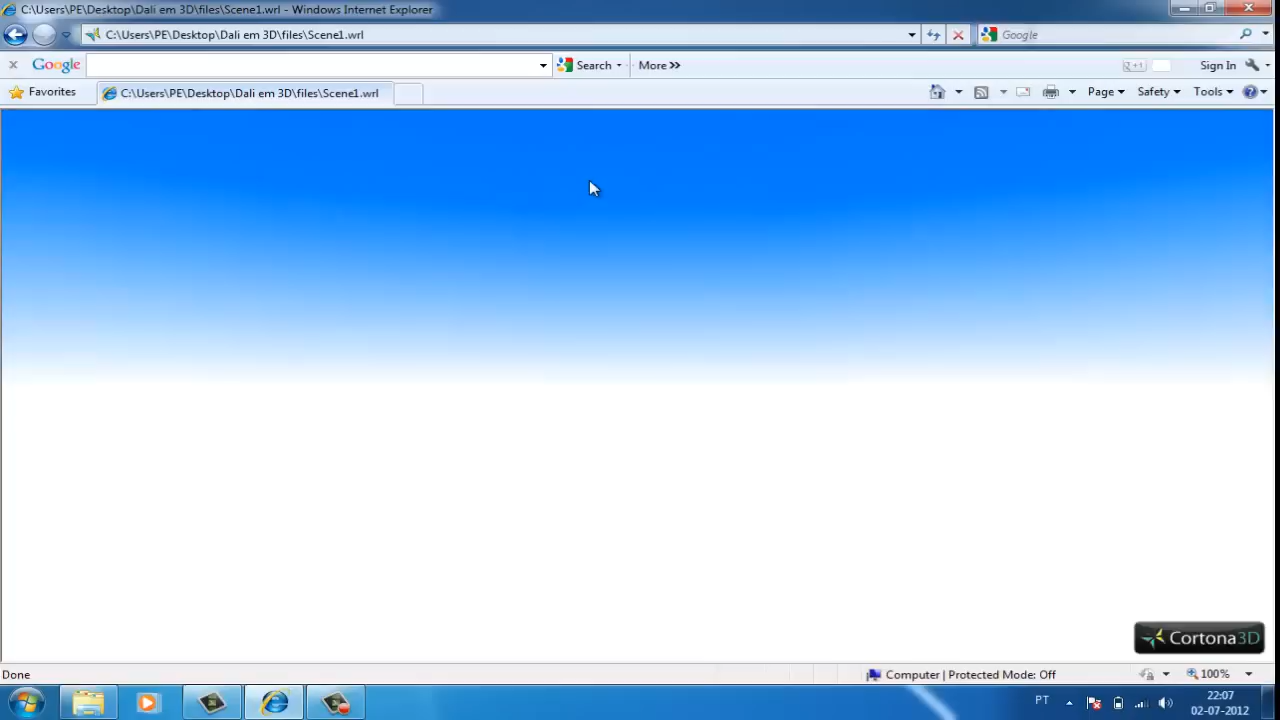 C:\Users\PE\Desktop\Dali em 3D\files\Scene1.wrl - Windows Internet Explorer
C:\Users\PE\Desktop\Dali em 3D\files\Scene1.wrl
Google
Google
Search
More >>
Sign In
Favorites
C:\Users\PE\Desktop\Dali em 3D\files\Scene1.wrl
Page
Safety
Tools
Cortona3D
Done
Computer | Protected Mode: Off
100%
PT
22:07
02-07-2012